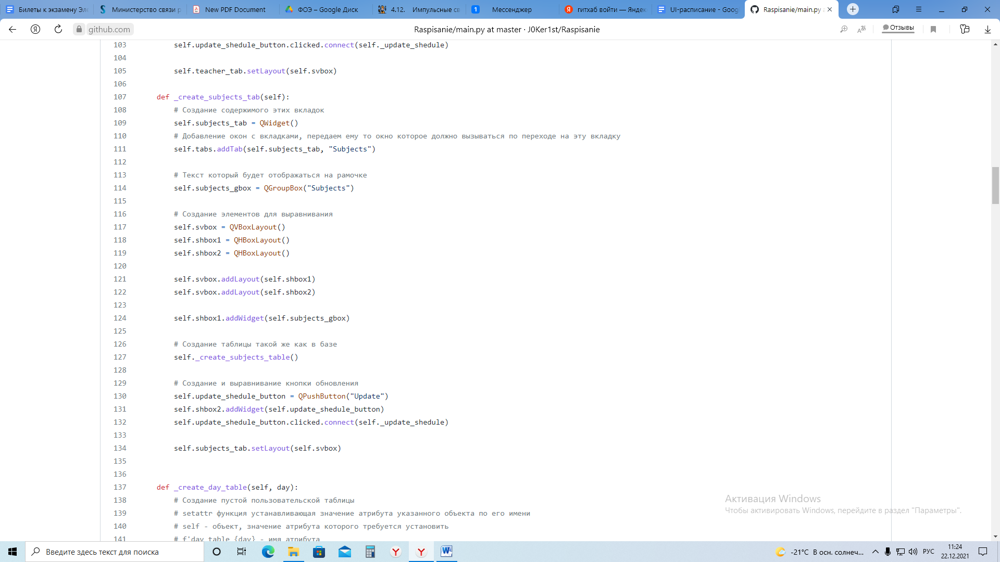 Билеты к экзамену Эле
Министерство связи р
New PDF Document
ФОЭ – Google Диск
4.12. Импульсные св
1 Мессенджер
гитхаб войти — Яндекс
UI-расписание - Goog
Raspisanie/main.py a
github.com
Raspisanie/main.py at master · J0Ker1st/Raspisanie
Отзывы
103 self.update_shedule_button.clicked.connect(self._update_shedule)
104
105 self.teacher_tab.setLayout(self.svbox)
106
107 def _create_subjects_tab(self):
108 # Создание содержимого этих вкладок
109 self.subjects_tab = QWidget()
110 # Добавление окон с вкладками, передаем ему то окно которое должно вызываться по переходе на эту вкладку
111 self.tabs.addTab(self.subjects_tab, "Subjects")
112
113 # Текст который будет отображаться на рамочке
114 self.subjects_gbox = QGroupBox("Subjects")
115
116 # Создание элементов для выравнивания
117 self.svbox = QVBoxLayout()
118 self.shbox1 = QHBoxLayout()
119 self.shbox2 = QHBoxLayout()
120
121 self.svbox.addLayout(self.shbox1)
122 self.svbox.addLayout(self.shbox2)
123
124 self.shbox1.addWidget(self.subjects_gbox)
125
126 # Создание таблицы такой же как в базе
127 self._create_subjects_table()
128
129 # Создание и выравнивание кнопки обновления
130 self.update_shedule_button = QPushButton("Update")
131 self.shbox2.addWidget(self.update_shedule_button)
132 self.update_shedule_button.clicked.connect(self._update_shedule)
133
134 self.subjects_tab.setLayout(self.svbox)
135
136
137 def _create_day_table(self, day):
138 # Создание пустой пользовательской таблицы
139 # setattr функция устанавливающая значение атрибута указанного объекта по его имени
140 # self - объект, значение атрибута которого требуется установить
141 # f'day_table_{day} - имя атрибута
Активация Windows
Чтобы активировать Windows, перейдите в раздел "Параметры".
Введите здесь текст для поиска
-21°C В осн. солнеч...
РУС
11:24
22.12.2021